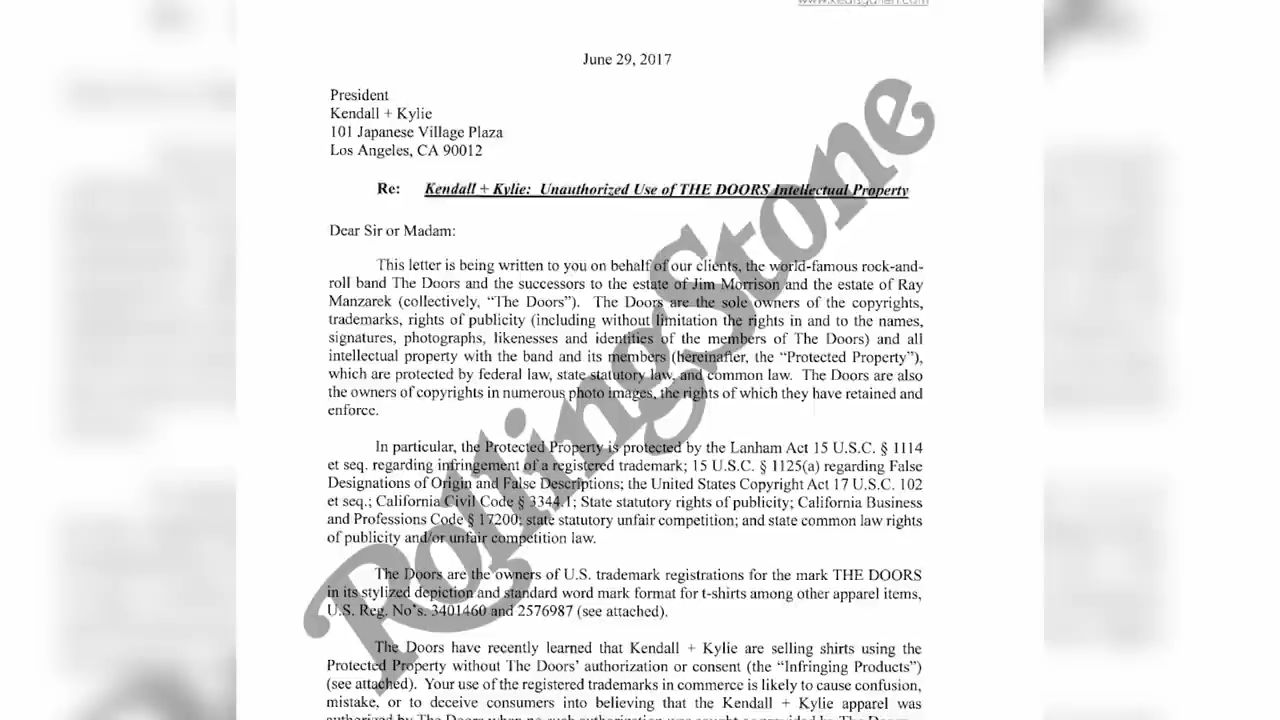 June 29, 2017
President
Kendall + Kylie
101 Japanese Village Plaza
Los Angeles, CA 90012
Re: Kendall + Kylie: Unauthorized Use of THE DOORS Intellectual Property
Dear Sir or Madam:
This letter is being written to you on behalf of our clients, the world-famous rock-and-
roll band The Doors and the successors to the estate of Jim Morrison and the estate of Ray
Manzarek (collectively, “The Doors”). The Doors are the sole owners of the copyrights,
trademarks, rights of publicity (including without limitation the rights in and to the names,
signatures, photographs, likenesses and identities of the members of The Doors) and all
intellectual property with the band and its members (hereinafter, the “Protected Property”),
which are protected by federal law, state statutory law, and common law. The Doors are also
the owners of copyrights in numerous photo images, the rights of which they have retained and
enforce.
In particular, the Protected Property is protected by the Lanham Act 15 U.S.C. § 1114
et seq. regarding infringement of a registered trademark; 15 U.S.C. § 1125(a) regarding False
Designations of Origin and False Descriptions; the United States Copyright Act 17 U.S.C. 102
et seq.; California Civil Code § 3344.1; State statutory rights of publicity; California Business
and Professions Code § 17200; state statutory unfair competition; and state common law rights
of publicity and/or unfair competition law.
The Doors are the owners of U.S. trademark registrations for the mark THE DOORS
in its stylized depiction and standard word mark format for t-shirts among other apparel items,
U.S. Reg. No’s. 3401460 and 2576987 (see attached).
The Doors have recently learned that Kendall + Kylie are selling shirts using the
Protected Property without The Doors’ authorization or consent (the “Infringing Products”)
(see attached). Your use of the registered trademarks in commerce is likely to cause confusion,
mistake, or to deceive consumers into believing that the Kendall + Kylie apparel was
RollingStone